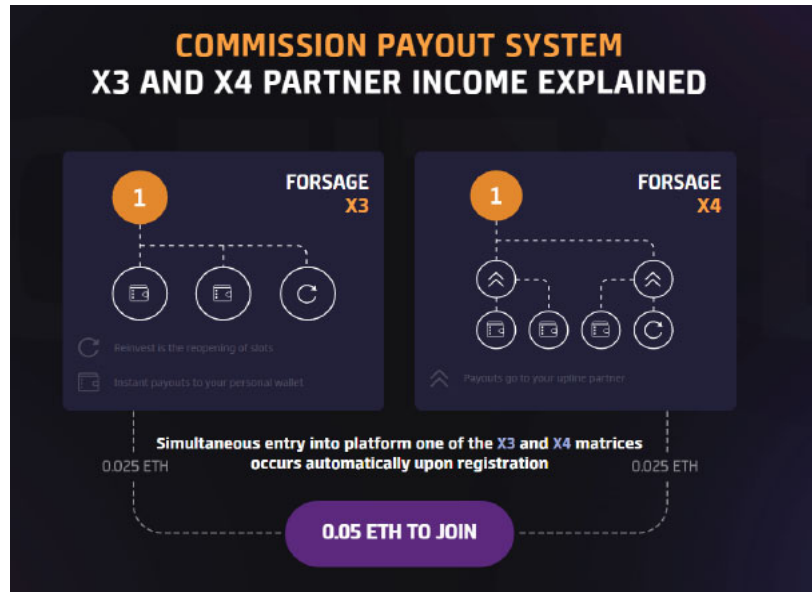 COMMISSION PAYOUT SYSTEM
X3 AND X4 PARTNER INCOME EXPLAINED
1
FORSAGE
X3
Reinvest is the reopening of slots
Instant payouts to your personal wallet
1
FORSAGE
X4
Payouts go to your upline partner
Simultaneous entry into platform one of the X3 and X4 matrices
occurs automatically upon registration
0.025 ETH
0.025 ETH
0.05 ETH TO JOIN